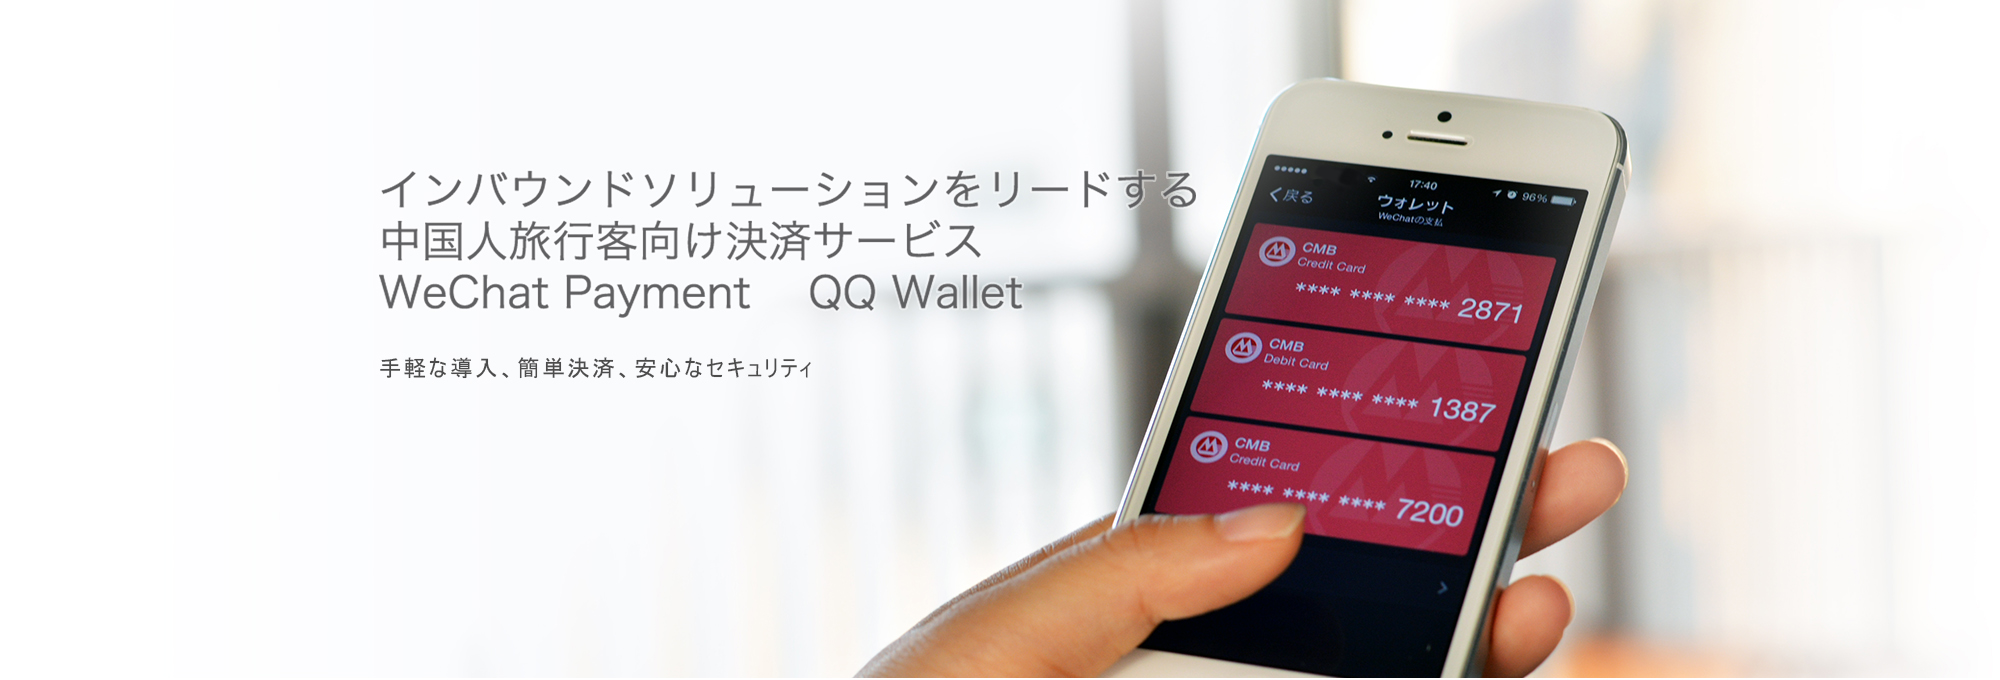 インバウンドソリューションをリードする
中国人旅行客向け決済サービス
WeChat Payment QQ Wallet
手軽な導入、簡単決済、安心なセキュリティ
17:40
96%
戻る
ウォレット
WeChatの支払
CMB
Credit Card
**** **** **** 2871
CMB
Debit Card
**** **** **** 1387
CMB
Credit Card
**** **** **** 7200